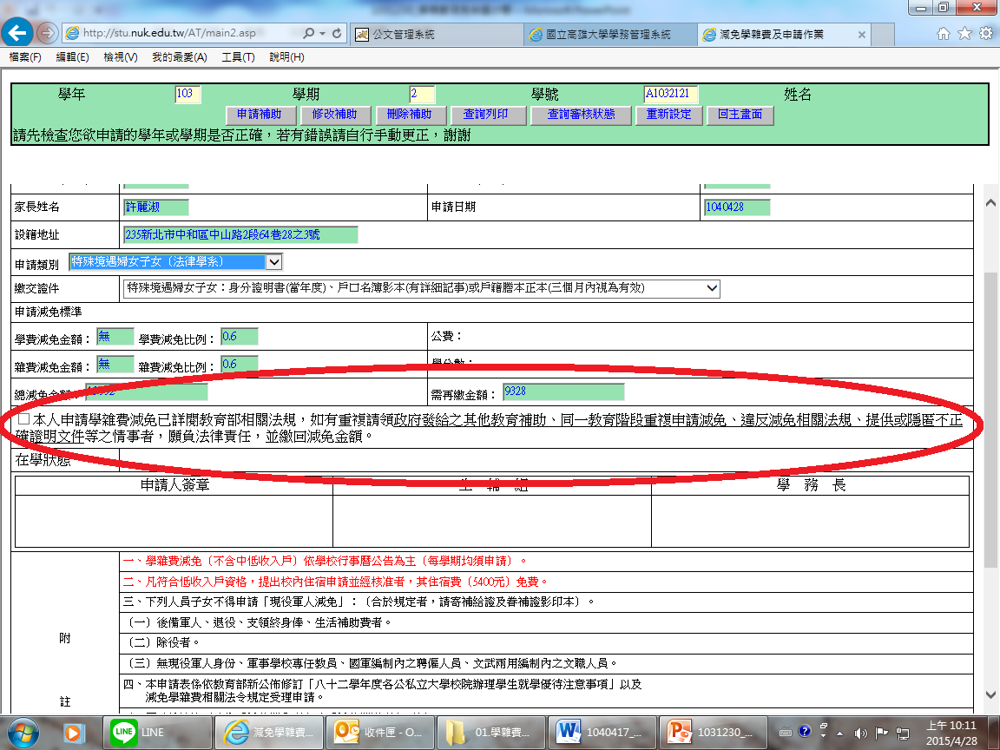 http://stu.nuk.edu.tw/AT/main2.asp
公文管理系統
國立高雄大學學務管理系統
減免學雜費及申請作業
檔案(F) 編輯(E) 檢視(V) 我的最愛(A) 工具(T) 說明(H)
學年 103 學期 2 學號 A1032121 姓名
申請補助 修改補助 刪除補助 查詢列印 查詢審核狀態 重新設定 回主畫面
請先檢查您欲申請的學年或學期是否正確，若有錯誤請自行手動更正，謝謝
家長姓名 許麗淑 申請日期 1040428
設籍地址 235新北市中和區中山路2段64巷28之3號
申請類別 特殊境遇婦女子女〔法律學系〕
繳交證件 特殊境遇婦女子女：身分證明書(當年度)、戶口名簿影本(有詳細記事)或戶籍謄本正本(三個月內視為有效)
申請減免標準
學費減免金額： 無 學費減免比例： 0.6 公費：
雜費減免金額： 無 雜費減免比例： 0.6 學分數：
總減免金額： 需再繳金額： 9328
本人申請學雜費減免已詳閱教育部相關法規，如有重複請領政府發給之其他教育補助、同一教育階段重複申請減免、違反減免相關法規、提供或隱匿不正
確證明文件等之情事者，願負法律責任，並繳回減免金額。
在學狀態
申請人簽章 生 輔 組 學 務 長
一、學雜費減免〔不含中低收入戶〕依學校行事曆公告為主〔每學期均須申請〕。
二、凡符合低收入戶資格，提出校內住宿申請並經核准者，其住宿費〔5400元〕免費。
三、下列人員子女不得申請「現役軍人減免」：〔合於規定者，請寄補給證及眷補證影印本〕。
〔一〕後備軍人、退役、支領終身俸、生活補助費者。
附
〔二〕除役者。
〔三〕無現役軍人身份、軍事學校專任教員、國軍編制內之聘僱人員、文武兩用編制內之文職人員。
四、本申請表係依教育部新公佈修訂「八十二學年度各公私立大學校院辦理學生就學優待注意事項」以及
減免學雜費相關法令規定受理申請。
註
LINE 減免學雜費... 收件匣 - O... 01.學雜費... 1040417_... 1031230_...
上午 10:11
2015/4/28